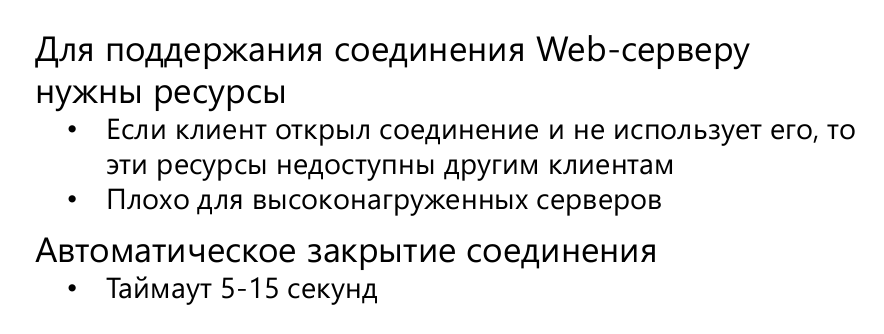 Для поддержания соединения Web-серверу
нужны ресурсы
• Если клиент открыл соединение и не использует его, то
эти ресурсы недоступны другим клиентам
• Плохо для высоконагруженных серверов
Автоматическое закрытие соединения
• Таймаут 5-15 секунд